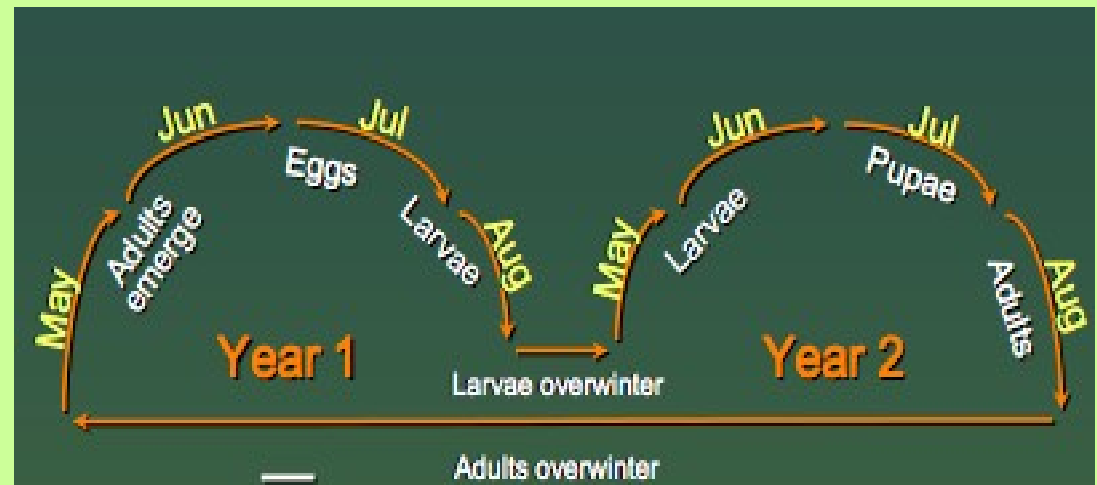 May
Jun
Jul
Aug
Adults
emerge
Eggs
Larvae
Year 1
Larvae overwinter
May
Jun
Jul
Aug
Larvae
Pupae
Adults
Year 2
Adults overwinter